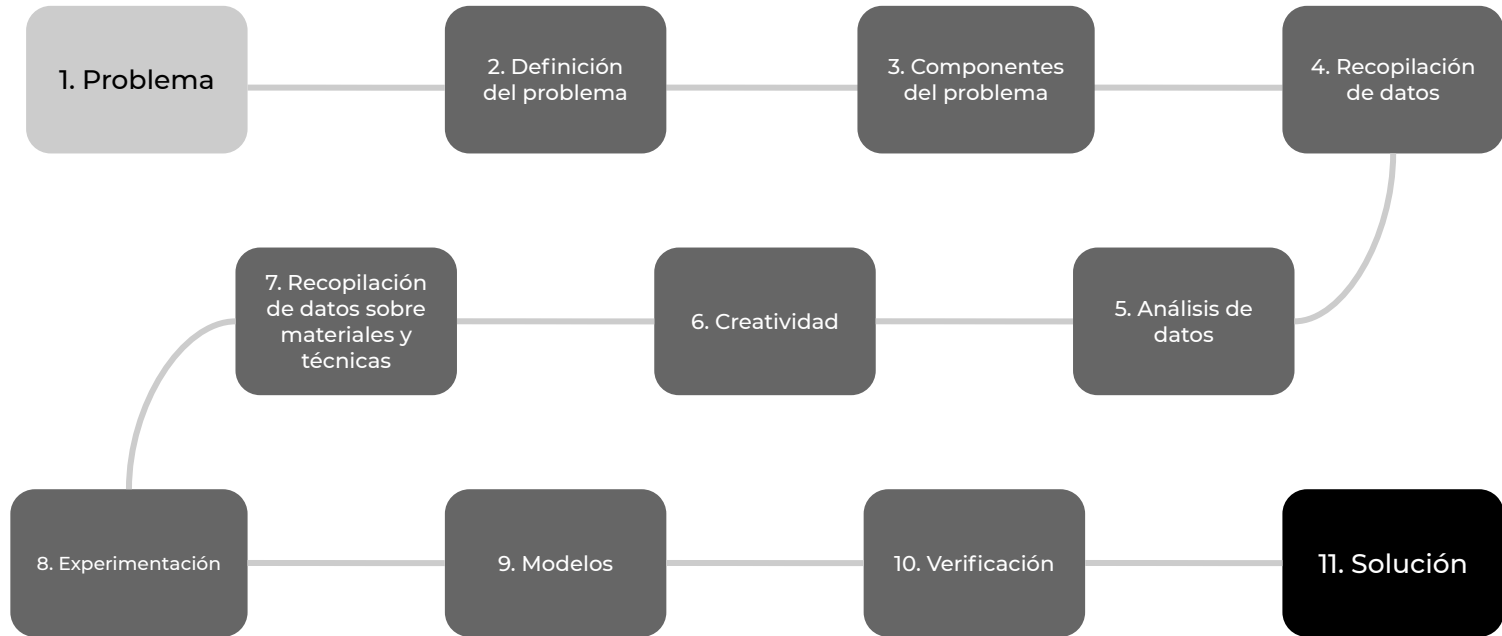 1. Problema
2. Definición
del problema
3. Componentes
del problema
4. Recopilación
de datos
5. Análisis de
datos
6. Creatividad
7. Recopilación
de datos sobre
materiales y
técnicas
8. Experimentación
9. Modelos
10. Verificación
11. Solución